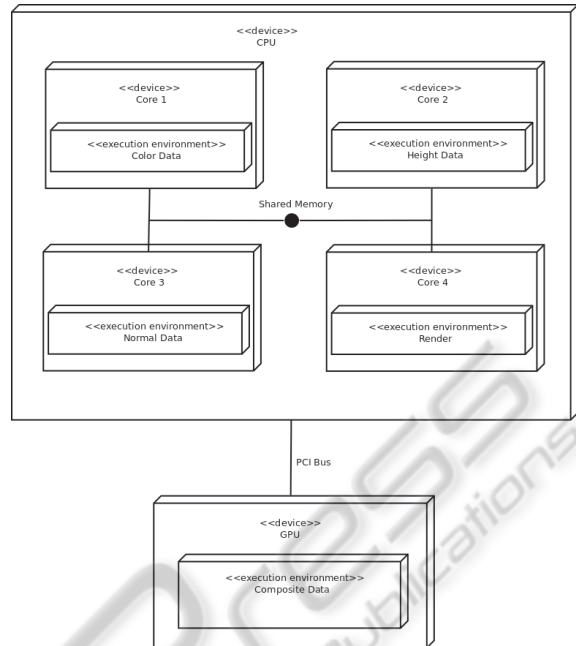 <<device>>
CPU
<<device>>
Core 1
<<execution environment>>
Color Data
<<device>>
Core 2
<<execution environment>>
Height Data
Shared Memory
<<device>>
Core 3
<<execution environment>>
Normal Data
<<device>>
Core 4
<<execution environment>>
Render
PCI Bus
<<device>>
GPU
<<execution environment>>
Composite Data
Press
Publications